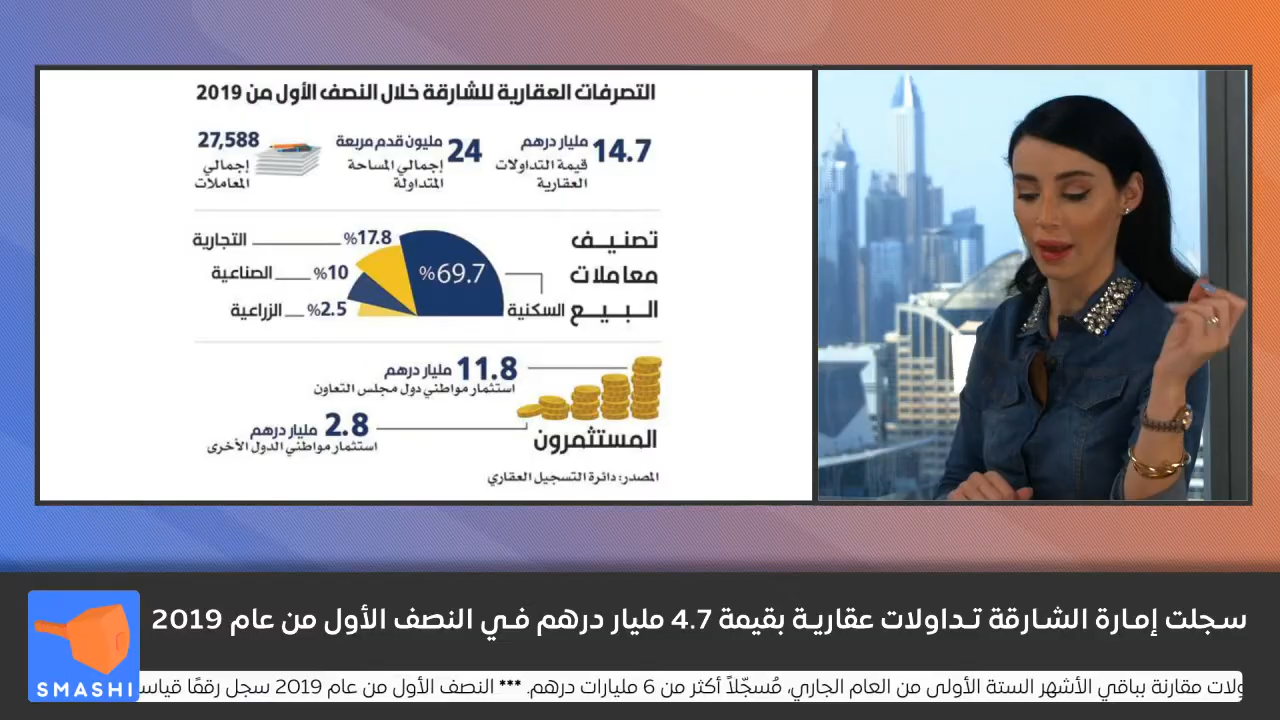 التصرفات العقارية للشارقة خلال النصف الأول من 2019
14.7 مليار درهم
قيمة التداولات
العقارية
24 مليون قدم مربعة
إجمالي المساحة
المتداولة
27,588
إجمالي
المعاملات
تصنيف
معاملات
البيع
السكنية
%69.7
%17.8 التجارية
%10 الصناعية
%2.5 الزراعية
11.8 مليار درهم
استثمار مواطني دول مجلس التعاون
2.8 مليار درهم
استثمار مواطني الدول الأخرى
المستثمرون
المصدر: دائرة التسجيل العقاري
سجلت إمارة الشارقة تداولات عقارية بقيمة 4.7 مليار درهم في النصف الأول من عام 2019
مقارنة بباقي الأشهر الستة الأولى من العام الجاري، مُسجّلاً أكثر من 6 مليارات درهم. *** النصف الأول من عام 2019 سجل رقمًا
SMASHI